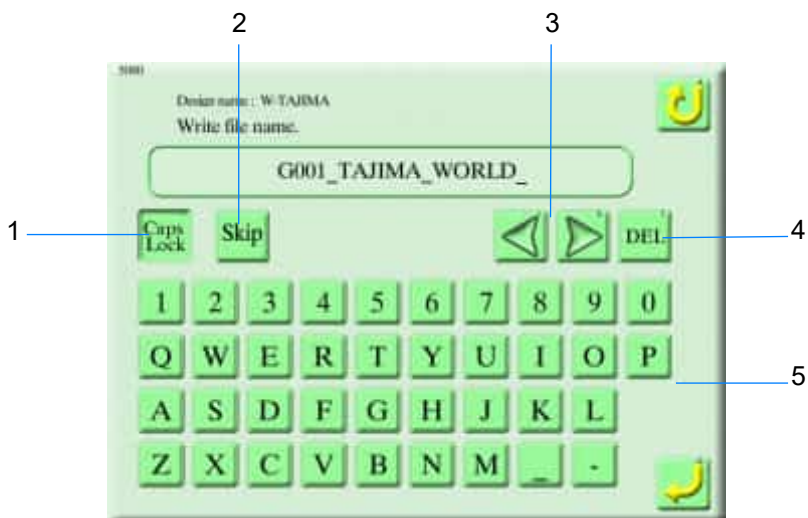 2 3
5080
Design name : W-TAJIMA
Write file name.
G001_TAJIMA_WORLD_
1 Caps Lock Skip DEL 4
1 2 3 4 5 6 7 8 9 0
Q W E R T Y U I O P
5
A S D F G H J K L
Z X C V B N M _ -